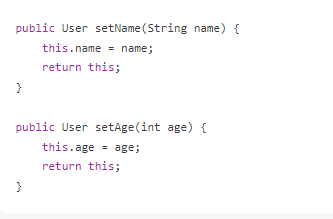 public User setName(String name) {
    this.name = name;
    return this;
}
public User setAge(int age) {
    this.age = age;
    return this;
}